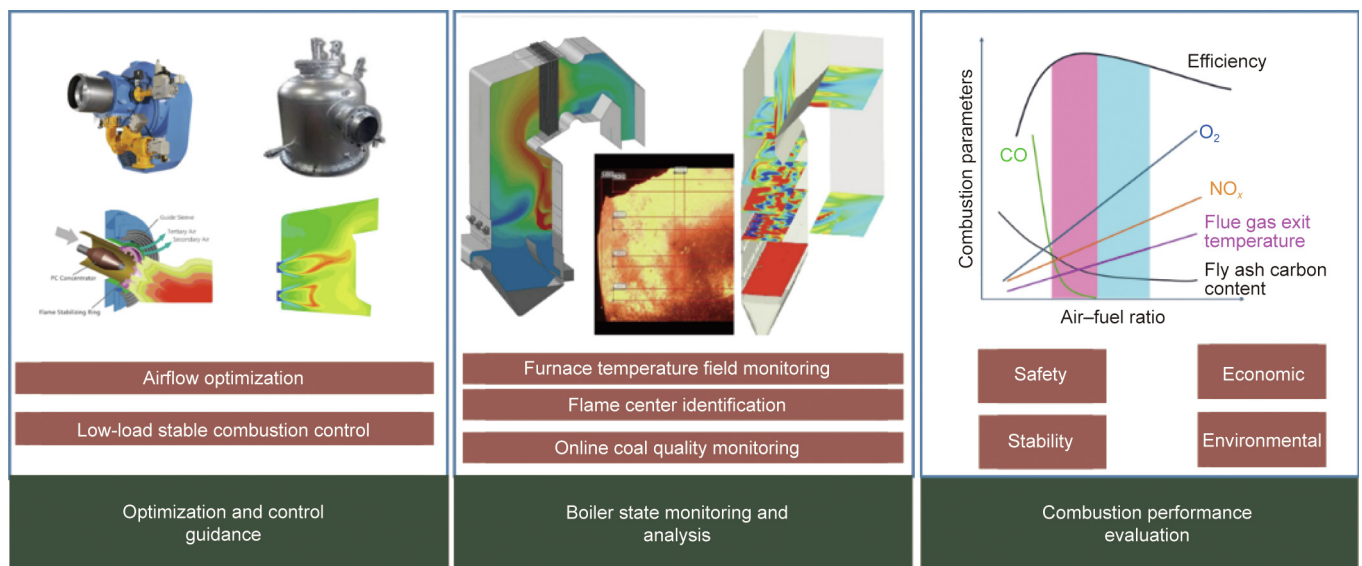 Guide Sleeve
Tertiary Air
Secondary Air
PC Concentrator
Flame Stabilizing Ring
Airflow optimization
Low-load stable combustion control
Optimization and control
guidance
Furnace temperature field monitoring
Flame center identification
Online coal quality monitoring
Boiler state monitoring and
analysis
Combustion parameters
Efficiency
CO
O₂
NOₓ
Flue gas exit
temperature
Fly ash carbon
content
Air–fuel ratio
Safety
Economic
Stability
Environmental
Combustion performance
evaluation